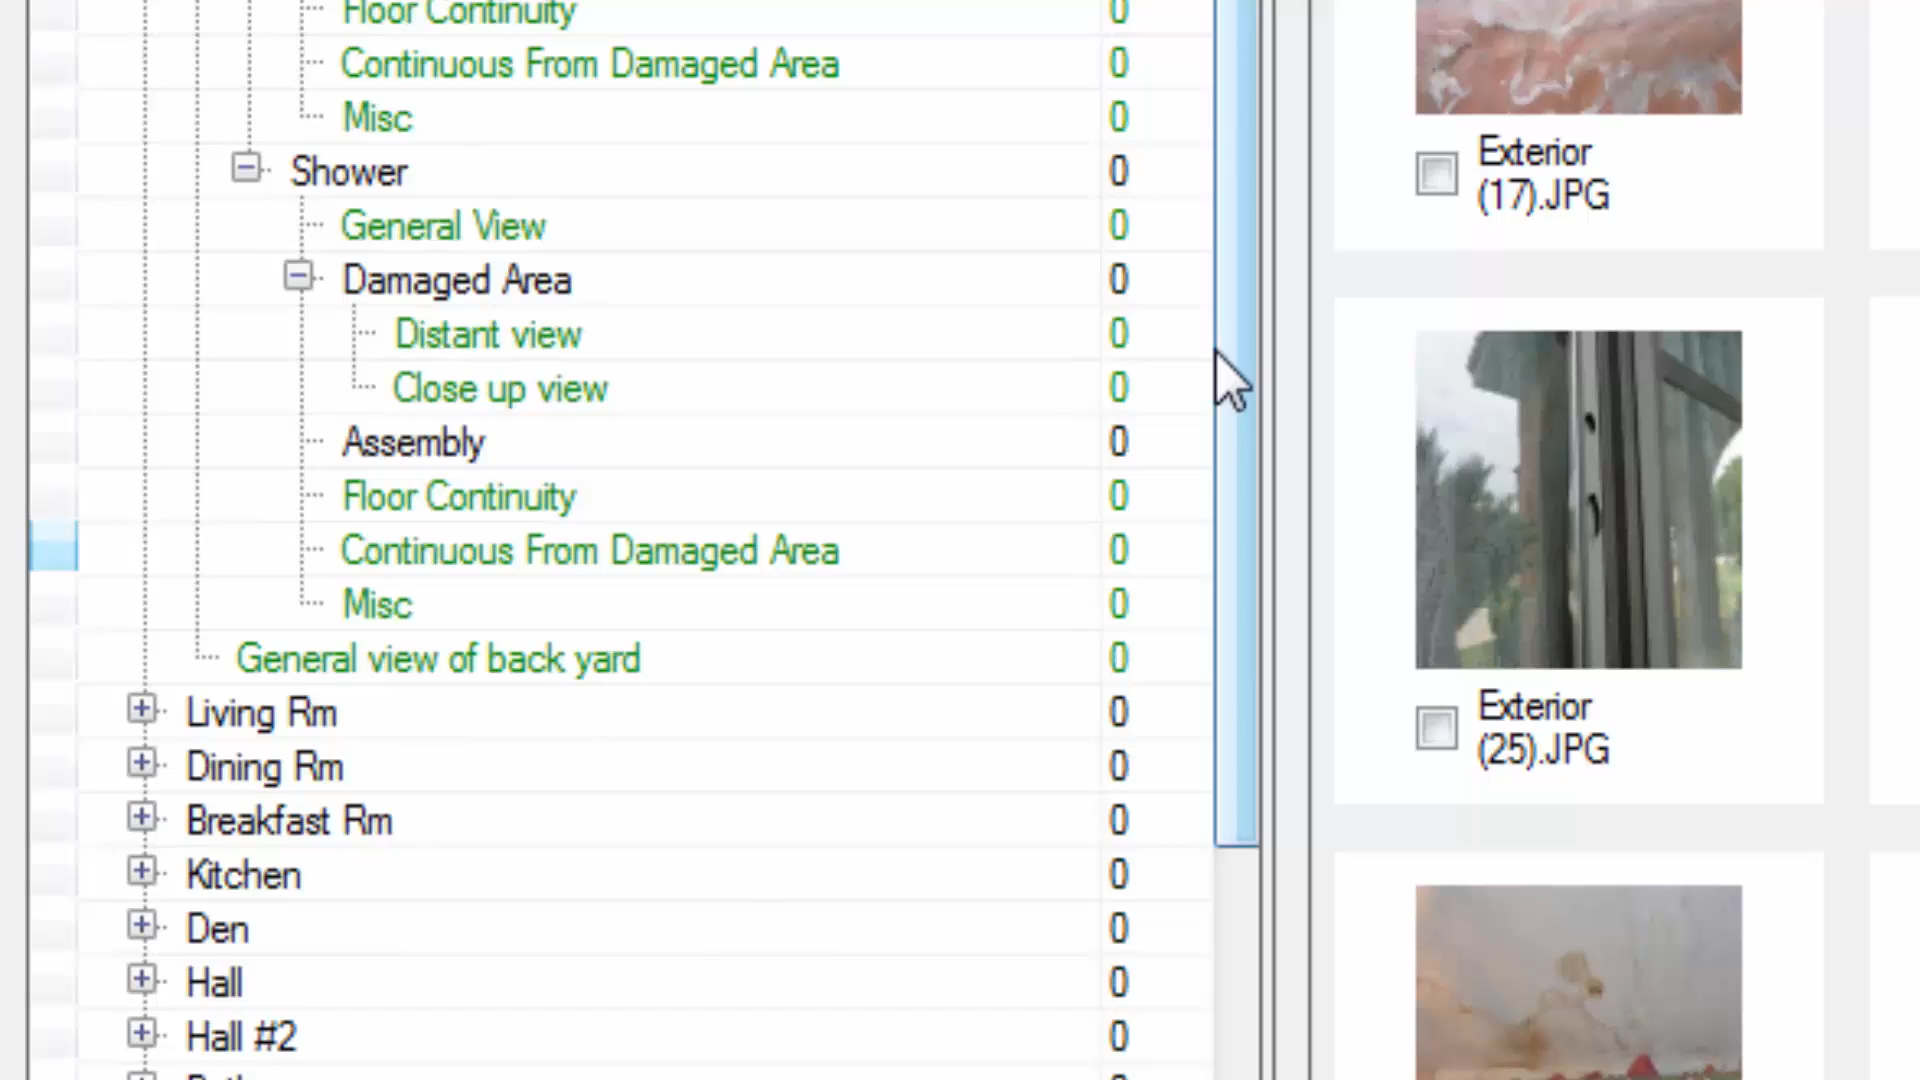 Floor Continuity 0
Continuous From Damaged Area 0
Misc 0
Shower 0
General View 0
Damaged Area 0
Distant view 0
Close up view 0
Assembly 0
Floor Continuity 0
Continuous From Damaged Area 0
Misc 0
General view of back yard 0
Living Rm 0
Dining Rm 0
Breakfast Rm 0
Kitchen 0
Den 0
Hall 0
Hall #2 0
Exterior
(17).JPG
Exterior
(25).JPG